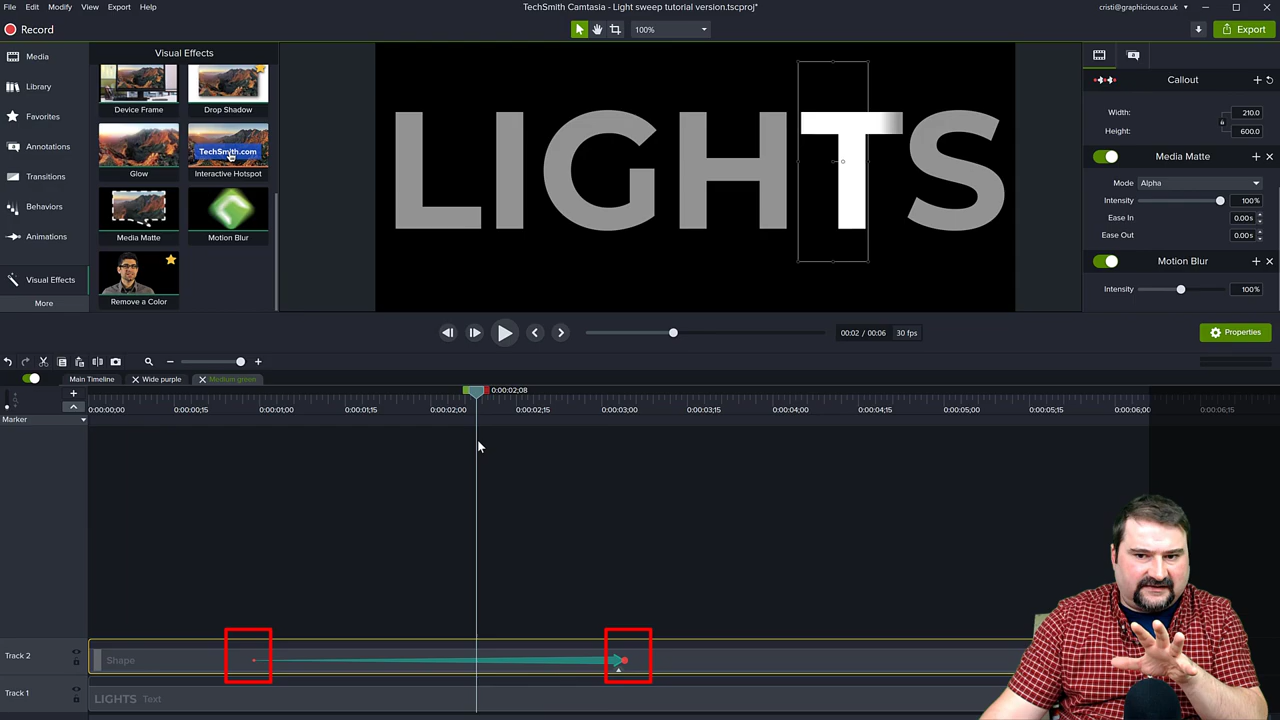 File Edit Modify View Export Help
TechSmith Camtasia - Light sweep tutorial version.tscproj*
cristi@graphicious.co.uk
Record
100%
Export
Media
Library
Favorites
Annotations
Transitions
Behaviors
Animations
Visual Effects
More
Visual Effects
Device Frame
Drop Shadow
Glow
TechSmith.com
Interactive Hotspot
Media Matte
Motion Blur
Remove a Color
LIGHTS
Callout
Width: 210.0
Height: 600.0
Media Matte
Mode Alpha
Intensity 100%
Ease In 0.00s
Ease Out 0.00s
Motion Blur
Intensity 100%
00:02 / 00:06 30 fps
Properties
Main Timeline Wide purple Medium green
0:00:02;08
0:00:00;00 0:00:00;15 0:00:01;00 0:00:01;15 0:00:02;00 0:00:02;15 0:00:03;00 0:00:03;15 0:00:04;00 0:00:04;15 0:00:05;00 0:00:05;15 0:00:06;00 0:00:06;15
Marker
Track 2 Shape
Track 1 LIGHTS Text